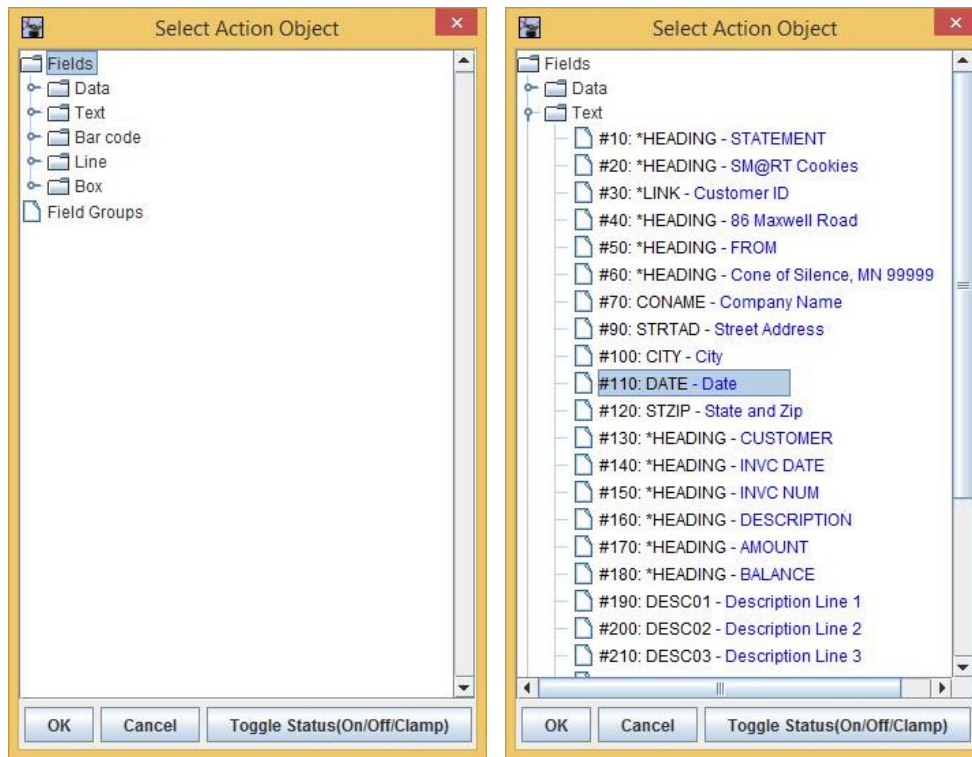 Select Action Object
Fields
Data
Text
Bar code
Line
Box
Field Groups
OK Cancel Toggle Status(On/Off/Clamp)
Select Action Object
Fields
Data
Text
#10: *HEADING - STATEMENT
#20: *HEADING - SM@RT Cookies
#30: *LINK - Customer ID
#40: *HEADING - 86 Maxwell Road
#50: *HEADING - FROM
#60: *HEADING - Cone of Silence, MN 99999
#70: CONAME - Company Name
#90: STRTAD - Street Address
#100: CITY - City
#110: DATE - Date
#120: STZIP - State and Zip
#130: *HEADING - CUSTOMER
#140: *HEADING - INVC DATE
#150: *HEADING - INVC NUM
#160: *HEADING - DESCRIPTION
#170: *HEADING - AMOUNT
#180: *HEADING - BALANCE
#190: DESC01 - Description Line 1
#200: DESC02 - Description Line 2
#210: DESC03 - Description Line 3
OK Cancel Toggle Status(On/Off/Clamp)